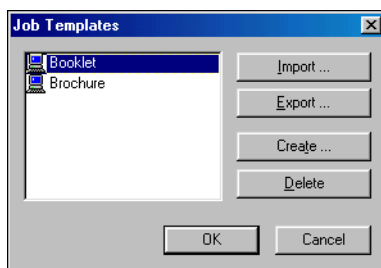 Job Templates
Booklet
Brochure
Import ...
Export ...
Create ...
Delete
OK
Cancel